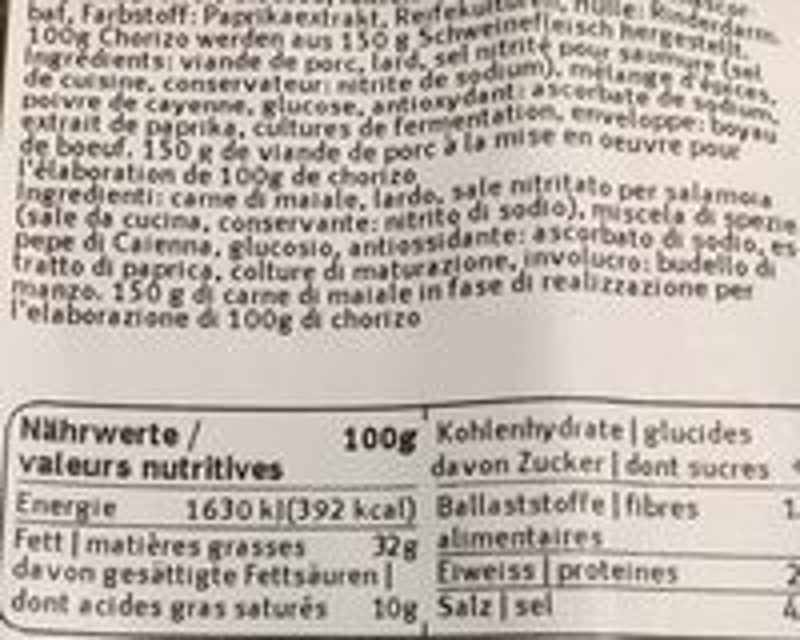 baf, Farbstoff: Paprikaextrakt, Reifekulturen, Hülle: Rinderdarm.
100g Chorizo werden aus 150 g Schweinefleisch hergestellt.
Ingrédients: viande de porc, lard, sel nitrité pour saumure (sel
de cuisine, conservateur: nitrite de sodium), mélange d'épices,
poivre de cayenne, glucose, antioxydant: ascorbate de sodium,
extrait de paprika, cultures de fermentation, enveloppe: boyau
de boeuf. 150 g de viande de porc à la mise en oeuvre pour
l'élaboration de 100g de chorizo
Ingredienti: carne di maiale, lardo, sale nitritato per salamoia
(sale da cucina, conservante: nitrito di sodio), miscela di spezie
pepe di Caienna, glucosio, antiossidante: ascorbato di sodio, es-
tratto di paprica, colture di maturazione, involucro: budello di
manzo. 150 g di carne di maiale in fase di realizzazione per
l'elaborazione di 100g di chorizo
Nährwerte / 100g
valeurs nutritives
Energie 1630 kJ(392 kcal)
Fett | matières grasses 32g
davon gesättigte Fettsäuren |
dont acides gras saturés 10g
Kohlenhydrate | glucides
davon Zucker | dont sucres
Ballaststoffe | fibres 1
alimentaires
Eiweiss | proteines 2
Salz | sel 4